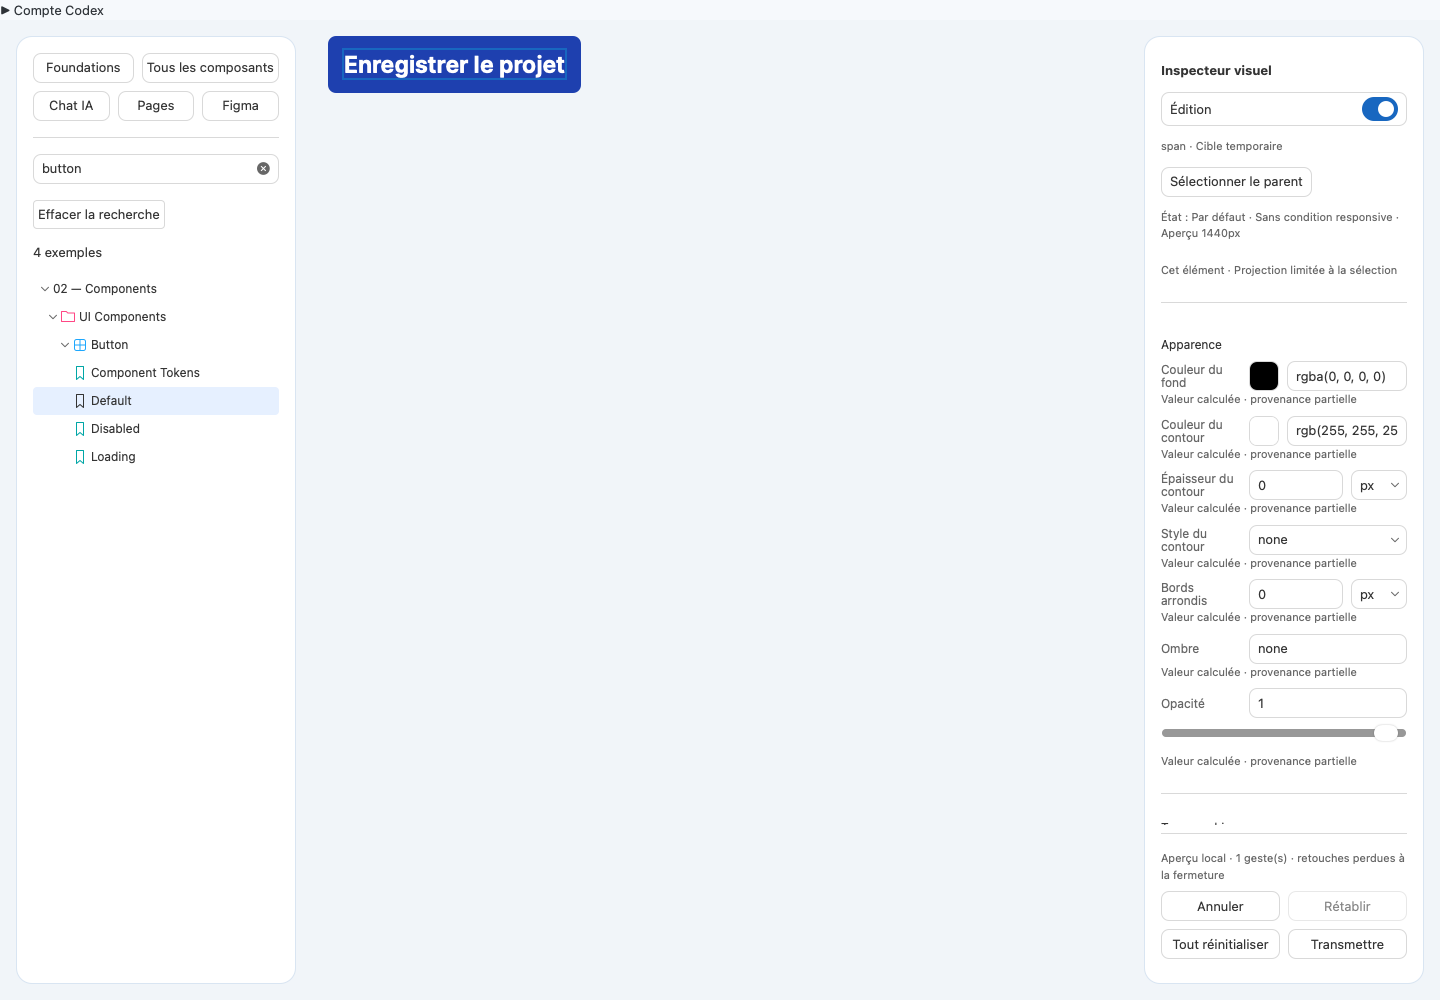 Compte Codex
Foundations
Tous les composants
Chat IA
Pages
Figma
button
Effacer la recherche
4 exemples
02 — Components
UI Components
Button
Component Tokens
Default
Disabled
Loading
Enregistrer le projet
Inspecteur visuel
Édition
span · Cible temporaire
Sélectionner le parent
État : Par défaut · Sans condition responsive ·
Aperçu 1440px
Cet élément · Projection limitée à la sélection
Apparence
Couleur du
fond
rgba(0, 0, 0, 0)
Valeur calculée · provenance partielle
Couleur du
contour
rgb(255, 255, 25
Valeur calculée · provenance partielle
Épaisseur du
contour
0
px
Valeur calculée · provenance partielle
Style du
contour
none
Valeur calculée · provenance partielle
Bords
arrondis
0
px
Valeur calculée · provenance partielle
Ombre
none
Valeur calculée · provenance partielle
Opacité
1
Valeur calculée · provenance partielle
Aperçu local · 1 geste(s) · retouches perdues à
la fermeture
Annuler
Rétablir
Tout réinitialiser
Transmettre